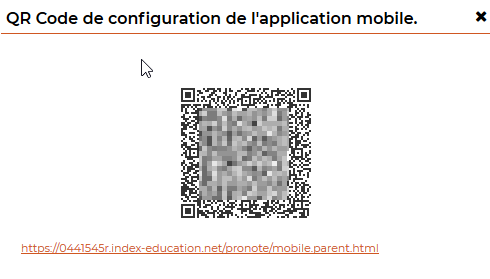 QR Code de configuration de l'application mobile.
https://0441545r.index-education.net/pronote/mobile.parent.html